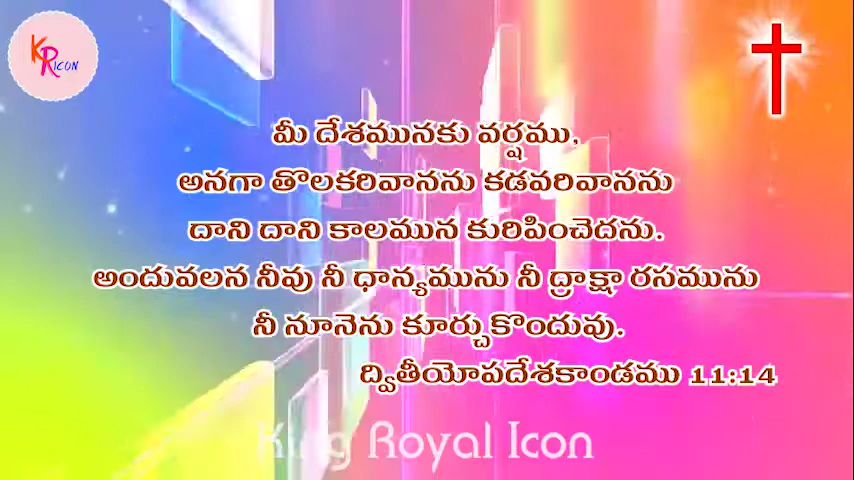 KRICON
మీ దేశమునకు వర్షము,
అనగా తొలకరివానను కడవరివానను
దాని దాని కాలమున కురిపించెదను.
అందువలన నీవు నీ ధాన్యమును నీ ద్రాక్షా రసమును
నీ నూనెను కూర్చుకొందువు.
ద్వితీయోపదేశకాండము 11:14
King Royal Icon